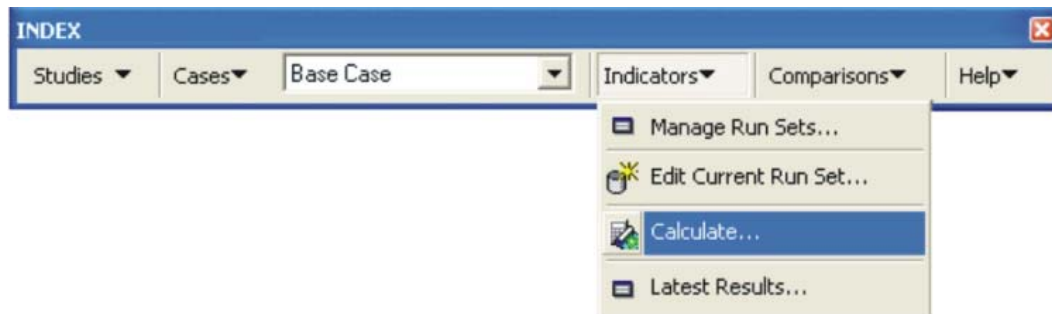 INDEX
Studies Cases Base Case Indicators Comparisons Help
Manage Run Sets...
Edit Current Run Set...
Calculate...
Latest Results...